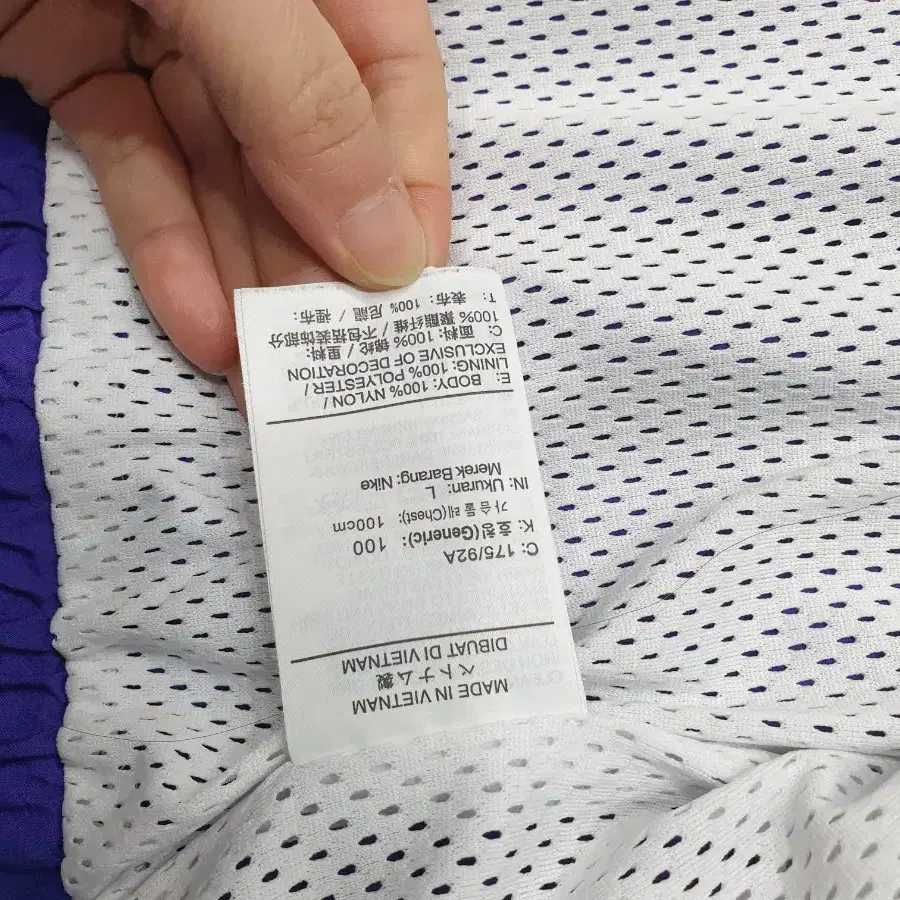 MADE IN VIETNAM
ベトナム製
DIBUAT DI VIETNAM
C: 175/92A
K: 호칭(Generic): 100
가슴둘레(Chest): 100cm
IN: Ukuran: L
Merek Barang: Nike
E: BODY: 100% NYLON /
LINING: 100% POLYESTER /
EXCLUSIVE OF DECORATION
C: 面料: 100% 锦纶 / 里料:
100% 聚酯纤维 / 不包括装饰部分
T: 表布: 100% 尼龍 / 裡布: